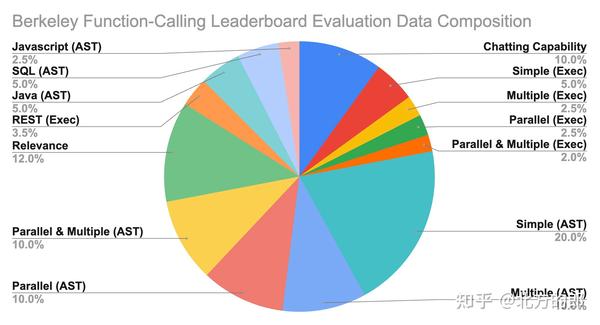 Berkeley Function-Calling Leaderboard Evaluation Data Composition
Javascript (AST)
2.5%
SQL (AST)
5.0%
Java (AST)
5.0%
REST (Exec)
3.5%
Relevance
12.0%
Parallel & Multiple (AST)
10.0%
Parallel (AST)
10.0%
Chatting Capability
10.0%
Simple (Exec)
5.0%
Multiple (Exec)
2.5%
Parallel (Exec)
2.5%
Parallel & Multiple (Exec)
2.0%
Simple (AST)
20.0%
Multiple (AST)
10.0%
知乎